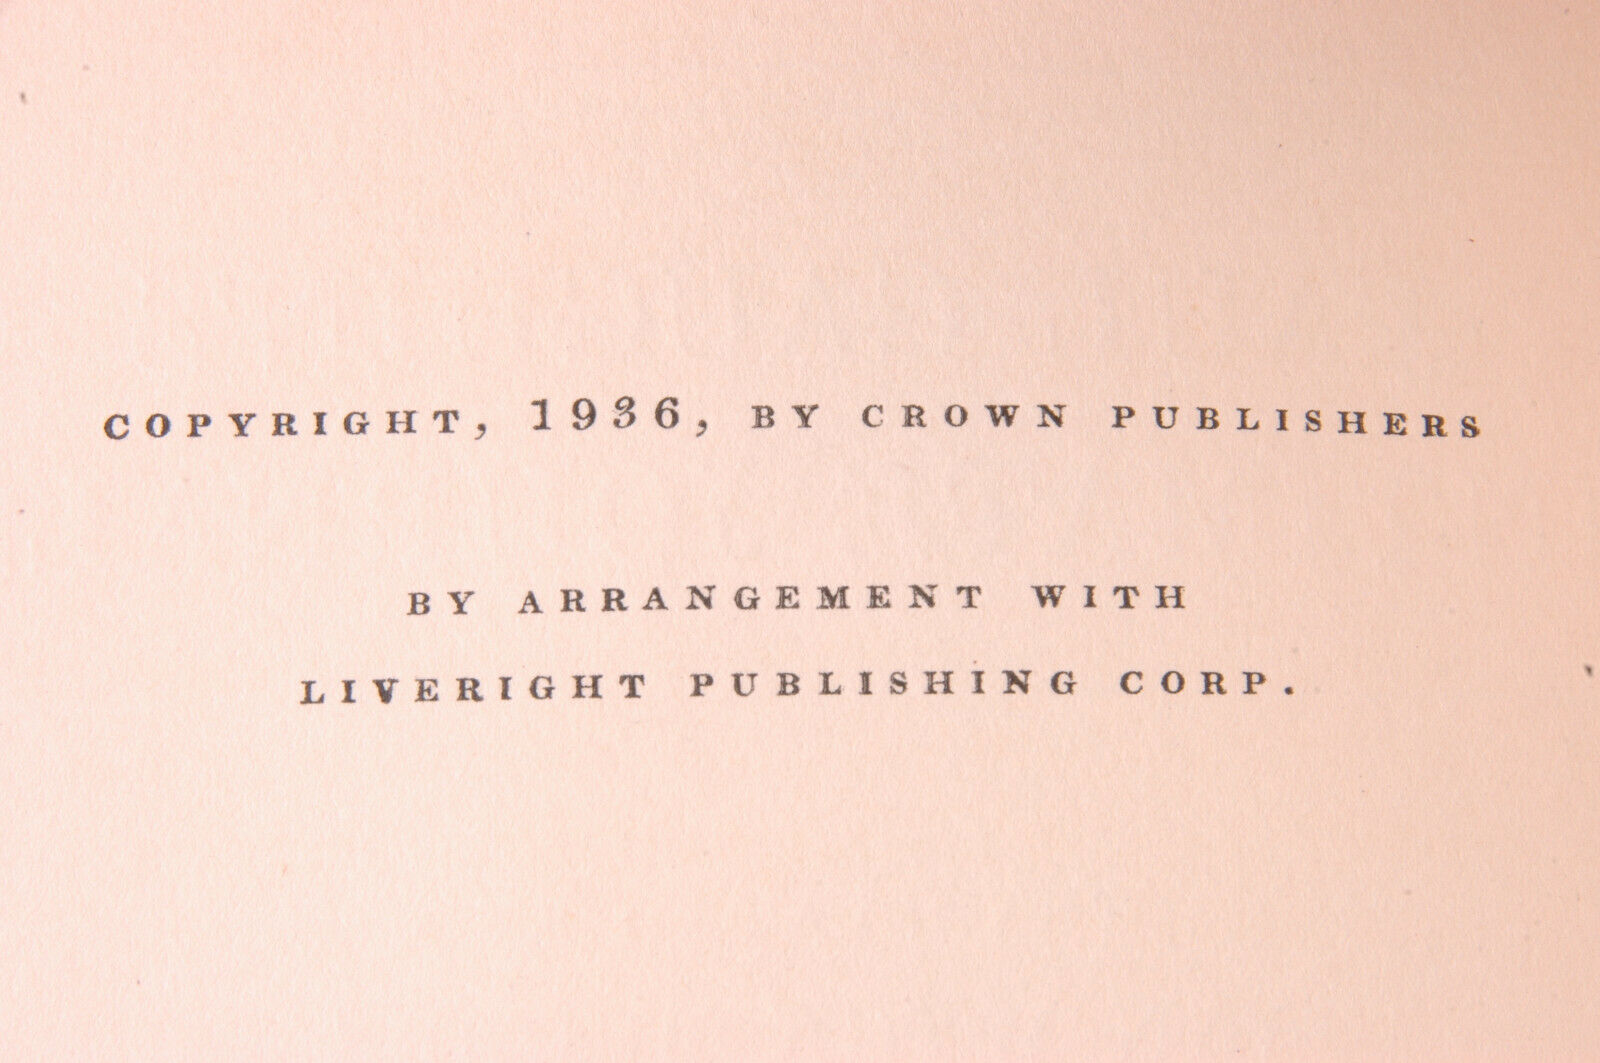 COPYRIGHT, 1936, BY CROWN PUBLISHERS
BY ARRANGEMENT WITH
LIVERIGHT PUBLISHING CORP.